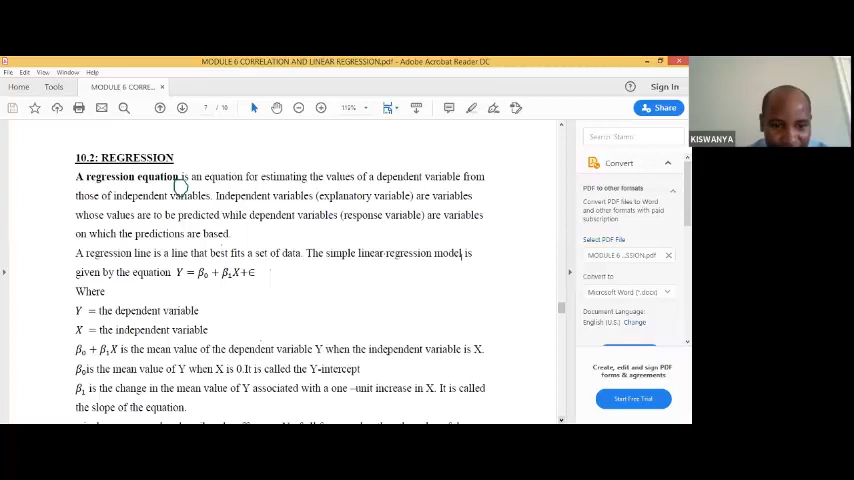 MODULE 6 CORRELATION AND LINEAR REGRESSION.pdf - Adobe Acrobat Reader DC
File Edit View Window Help
Home Tools MODULE 6 CORRE... × Sign In
7 / 10 112% Share
KISWANYA
Convert
PDF to other formats
Convert PDF Files to Word and other formats with paid subscription
Select PDF File
MODULE 6 ...SSION.pdf ×
Convert to
Microsoft Word (*.docx)
Document Language:
English (U.S.) Change
Create, edit and sign PDF
forms & agreements
Start Free Trial
10.2: REGRESSION
A regression equation is an equation for estimating the values of a dependent variable from
those of independent variables. Independent variables (explanatory variable) are variables
whose values are to be predicted while dependent variables (response variable) are variables
on which the predictions are based.
A regression line is a line that best fits a set of data. The simple linear-regression model is
given by the equation Y = β₀ + β₁X+∈
Where
Y = the dependent variable
X = the independent variable
β₀ + β₁X is the mean value of the dependent variable Y when the independent variable is X.
β₀is the mean value of Y when X is 0.It is called the Y-intercept
β₁ is the change in the mean value of Y associated with a one –unit increase in X. It is called
the slope of the equation.